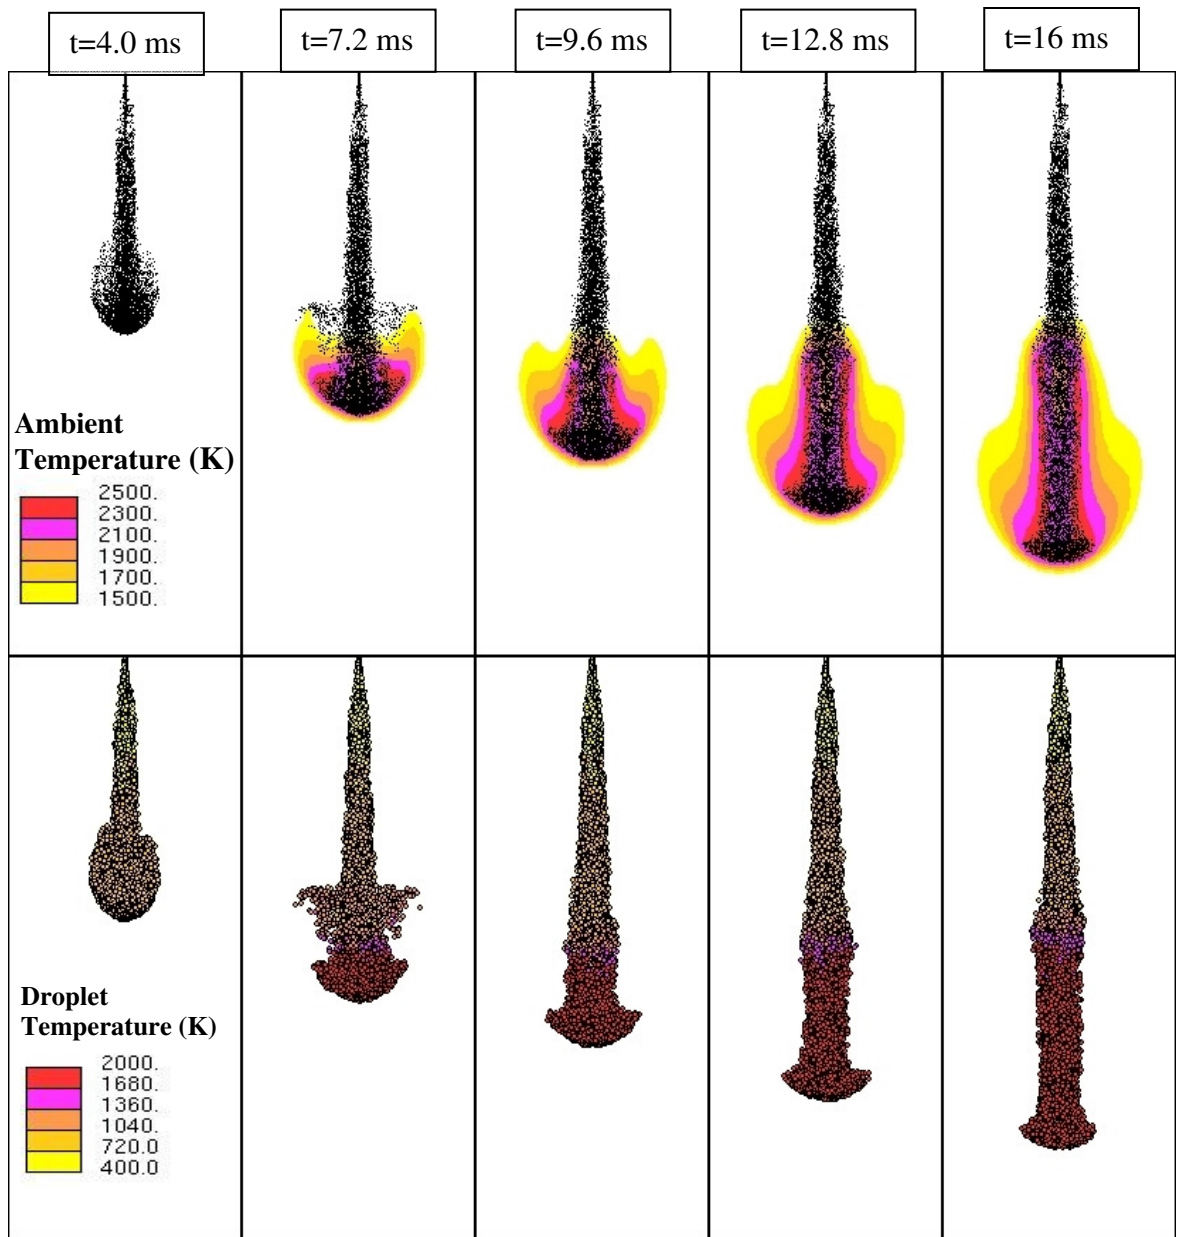 t=4.0 ms
t=7.2 ms
t=9.6 ms
t=12.8 ms
t=16 ms
Ambient
Temperature (K)
2500.
2300.
2100.
1900.
1700.
1500.
Droplet
Temperature (K)
2000.
1680.
1360.
1040.
720.0
400.0